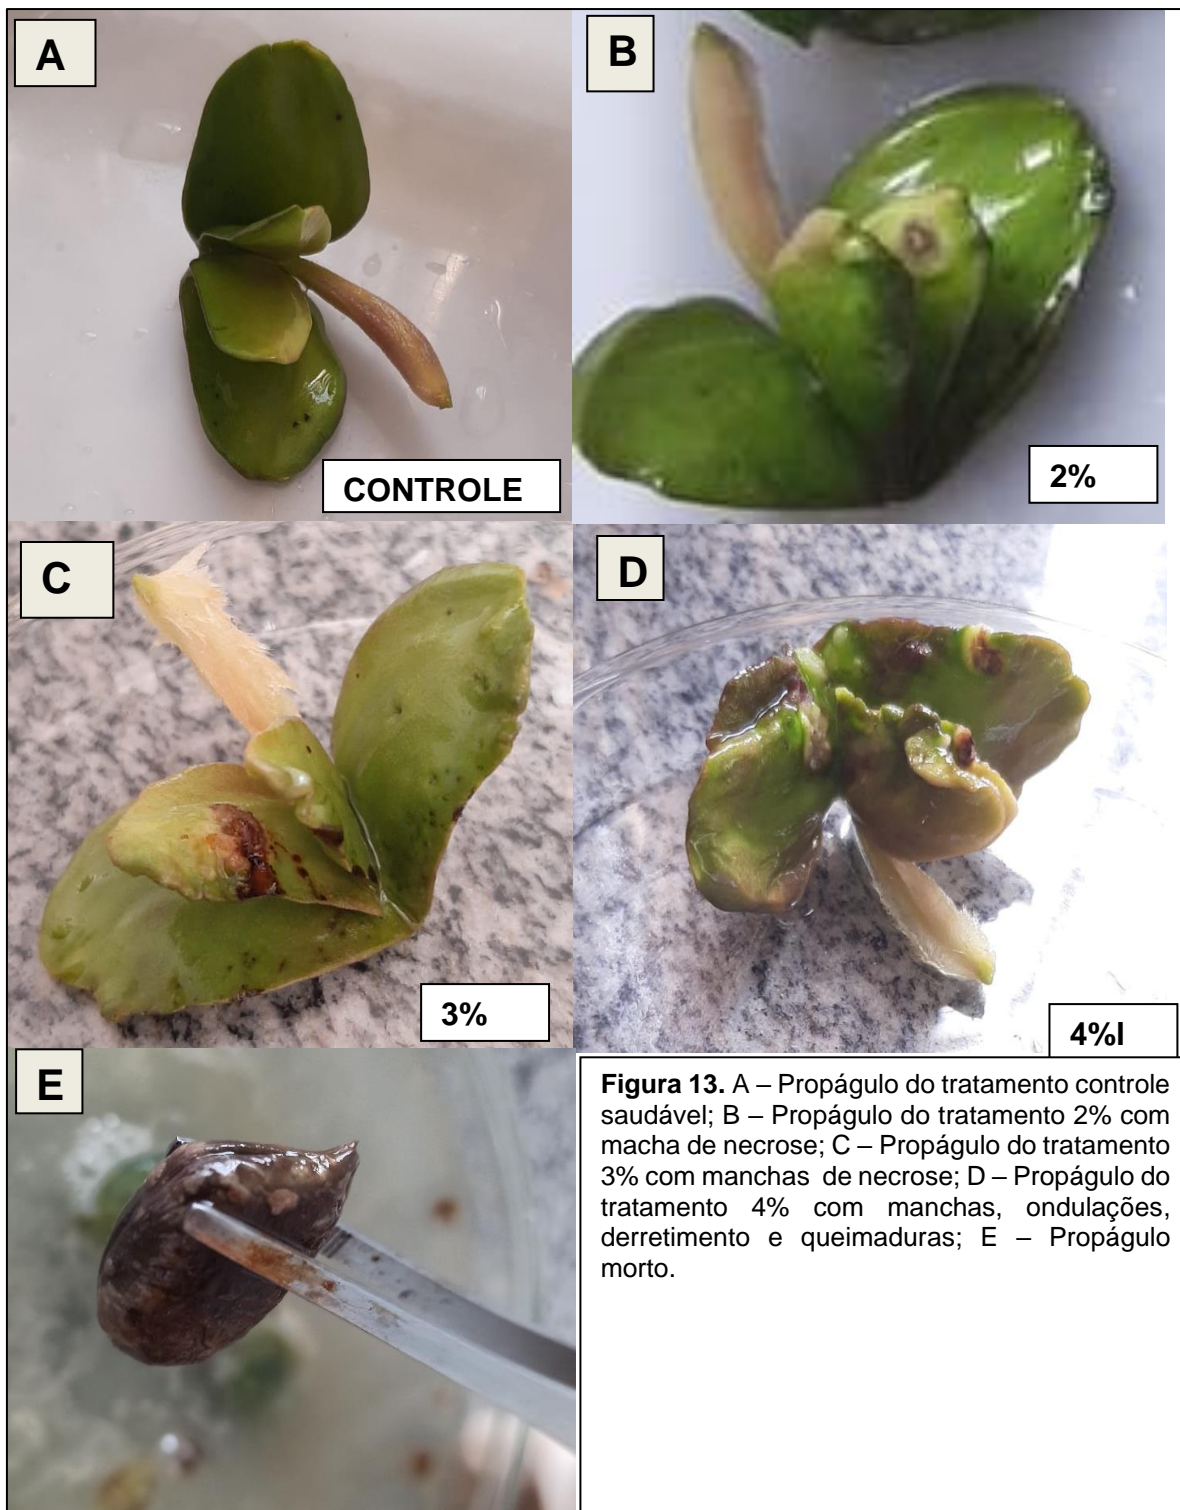 A
B
CONTROLE
2%
C
D
3%
4%I
E
Figura 13. A – Propágulo do tratamento controle
saudável; B – Propágulo do tratamento 2% com
macha de necrose; C – Propágulo do tratamento
3% com manchas de necrose; D – Propágulo do
tratamento 4% com manchas, ondulações,
derretimento e queimaduras; E – Propágulo
morto.